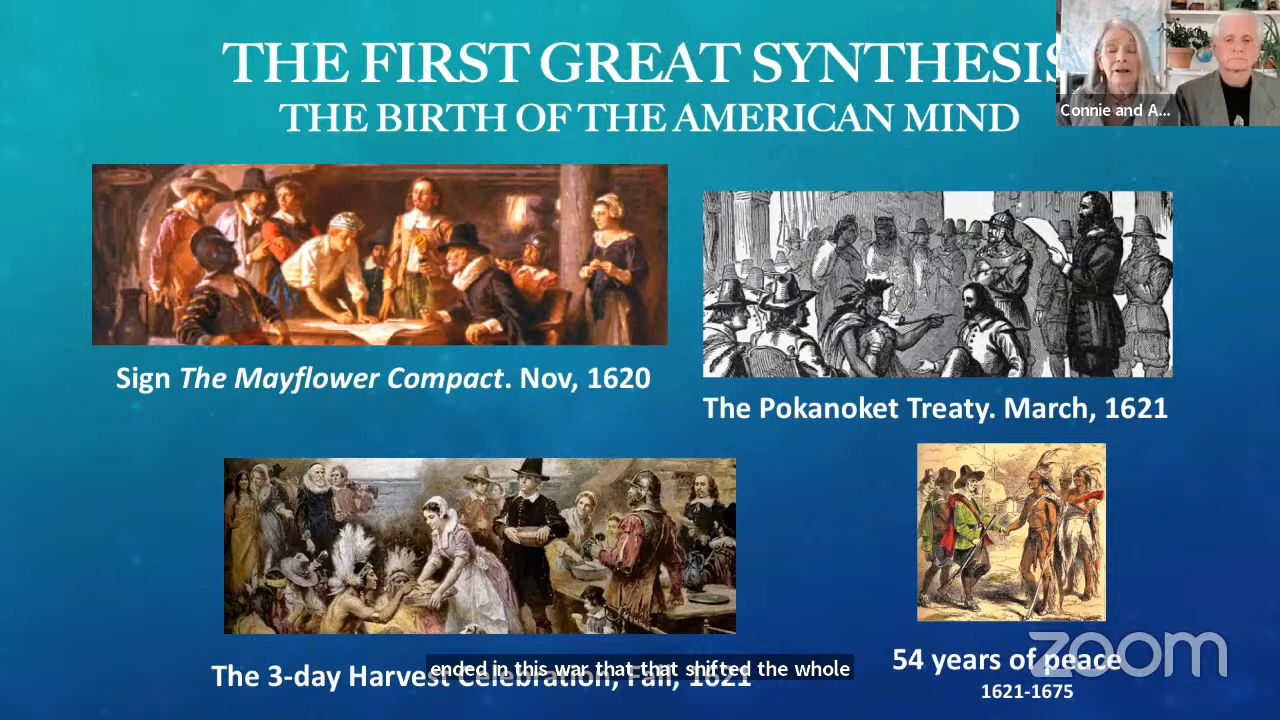 THE FIRST GREAT SYNTHESIS
THE BIRTH OF THE AMERICAN MIND
Connie and A...
Sign The Mayflower Compact. Nov, 1620
The Pokanoket Treaty. March, 1621
The 3-day Harvest Celebration, Fall, 1621
ended in this war that that shifted the whole
54 years of peace
1621-1675
zoom